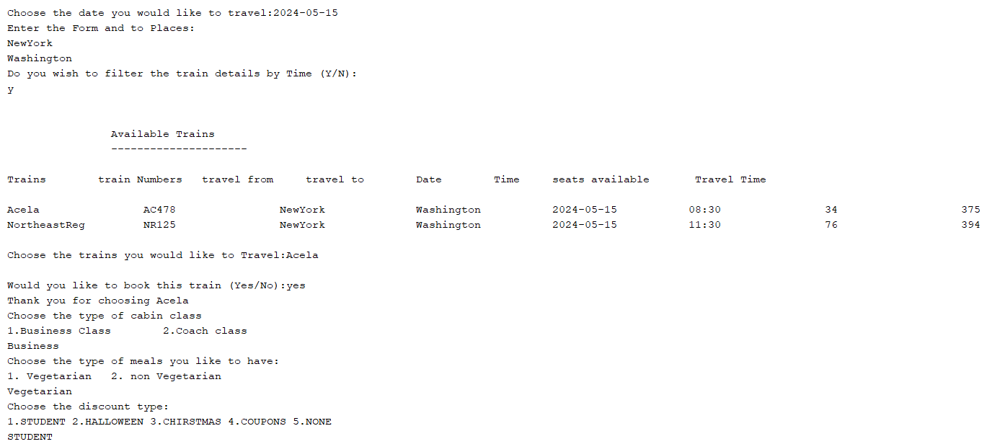 Choose the date you would like to travel:2024-05-15
Enter the Form and to Places:
NewYork
Washington
Do you wish to filter the train details by Time (Y/N):
y
Available Trains
---------------------
Trains train Numbers travel from travel to Date Time seats available Travel Time
Acela AC478 NewYork Washington 2024-05-15 08:30 34 375
NortheastReg NR125 NewYork Washington 2024-05-15 11:30 76 394
Choose the trains you would like to Travel:Acela
Would you like to book this train (Yes/No):yes
Thank you for choosing Acela
Choose the type of cabin class
1.Business Class 2.Coach class
Business
Choose the type of meals you like to have:
1. Vegetarian 2. non Vegetarian
Vegetarian
Choose the discount type:
1.STUDENT 2.HALLOWEEN 3.CHIRSTMAS 4.COUPONS 5.NONE
STUDENT